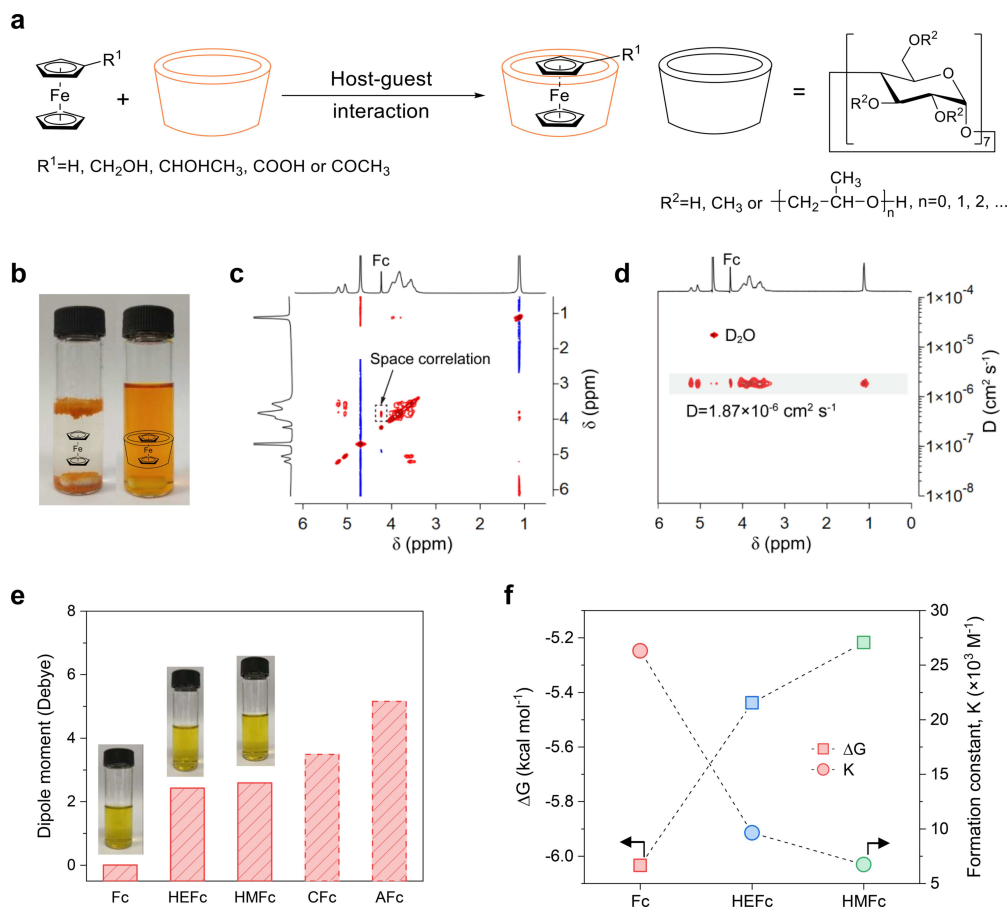 a
R¹
Fe
+
Host-guest
interaction
R¹
Fe
=
OR²
R²O
OR²
O
O
7
R¹=H, CH₂OH, CHOHCH₃, COOH or COCH₃
CH₃
R²=H, CH₃ or -[CH₂-CH-O]ₙH, n=0, 1, 2, ...
b
Fe
Fe
c
Fc
Space correlation
1
2
3
4
5
6
δ (ppm)
6 5 4 3 2 1
δ (ppm)
d
Fc
D₂O
D=1.87×10⁻⁶ cm² s⁻¹
1×10⁻⁴
1×10⁻⁵
1×10⁻⁶
1×10⁻⁷
1×10⁻⁸
D (cm² s⁻¹)
6 5 4 3 2 1 0
δ (ppm)
e
Dipole moment (Debye)
8
6
4
2
0
Fc HEFc HMFc CFc AFc
f
ΔG (kcal mol⁻¹)
-5.2
-5.4
-5.6
-5.8
-6.0
ΔG
K
30
25
20
15
10
5
Formation constant, K (×10³ M⁻¹)
Fc HEFc HMFc